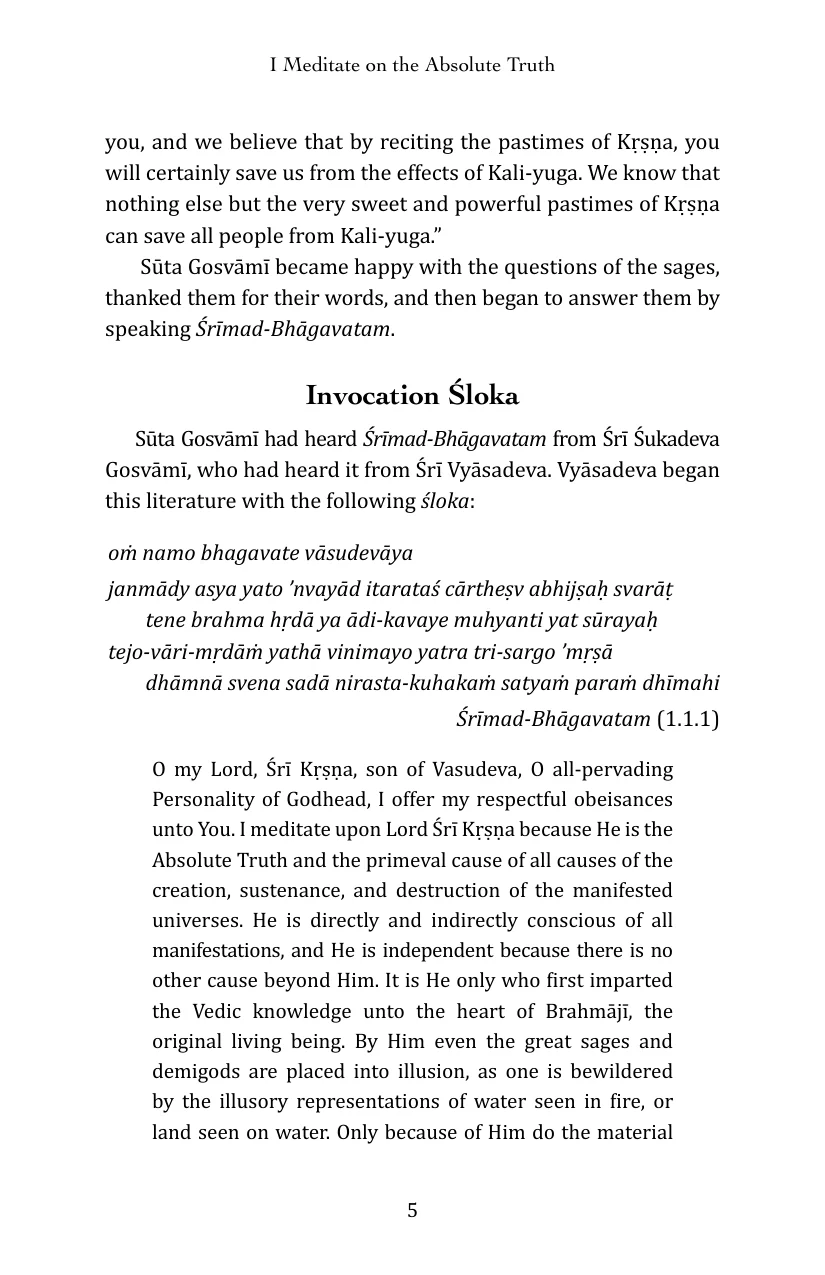 I Meditate on the Absolute Truth
you, and we believe that by reciting the pastimes of Kṛṣṇa, you
will certainly save us from the effects of Kali-yuga. We know that
nothing else but the very sweet and powerful pastimes of Kṛṣṇa
can save all people from Kali-yuga.”
Sūta Gosvāmī became happy with the questions of the sages,
thanked them for their words, and then began to answer them by
speaking Śrīmad-Bhāgavatam.
Invocation Śloka
Sūta Gosvāmī had heard Śrīmad-Bhāgavatam from Śrī Śukadeva
Gosvāmī, who had heard it from Śrī Vyāsadeva. Vyāsadeva began
this literature with the following śloka:
oṁ namo bhagavate vāsudevāya
janmādy asya yato ’nvayād itarataś cārtheṣv abhijṣaḥ svarāṭ
tene brahma hṛdā ya ādi-kavaye muhyanti yat sūrayaḥ
tejo-vāri-mṛdāṁ yathā vinimayo yatra tri-sargo ’mṛṣā
dhāmnā svena sadā nirasta-kuhakaṁ satyaṁ paraṁ dhīmahi
Śrīmad-Bhāgavatam (1.1.1)
O my Lord, Śrī Kṛṣṇa, son of Vasudeva, O all-pervading
Personality of Godhead, I offer my respectful obeisances
unto You. I meditate upon Lord Śrī Kṛṣṇa because He is the
Absolute Truth and the primeval cause of all causes of the
creation, sustenance, and destruction of the manifested
universes. He is directly and indirectly conscious of all
manifestations, and He is independent because there is no
other cause beyond Him. It is He only who first imparted
the Vedic knowledge unto the heart of Brahmājī, the
original living being. By Him even the great sages and
demigods are placed into illusion, as one is bewildered
by the illusory representations of water seen in fire, or
land seen on water. Only because of Him do the material
5